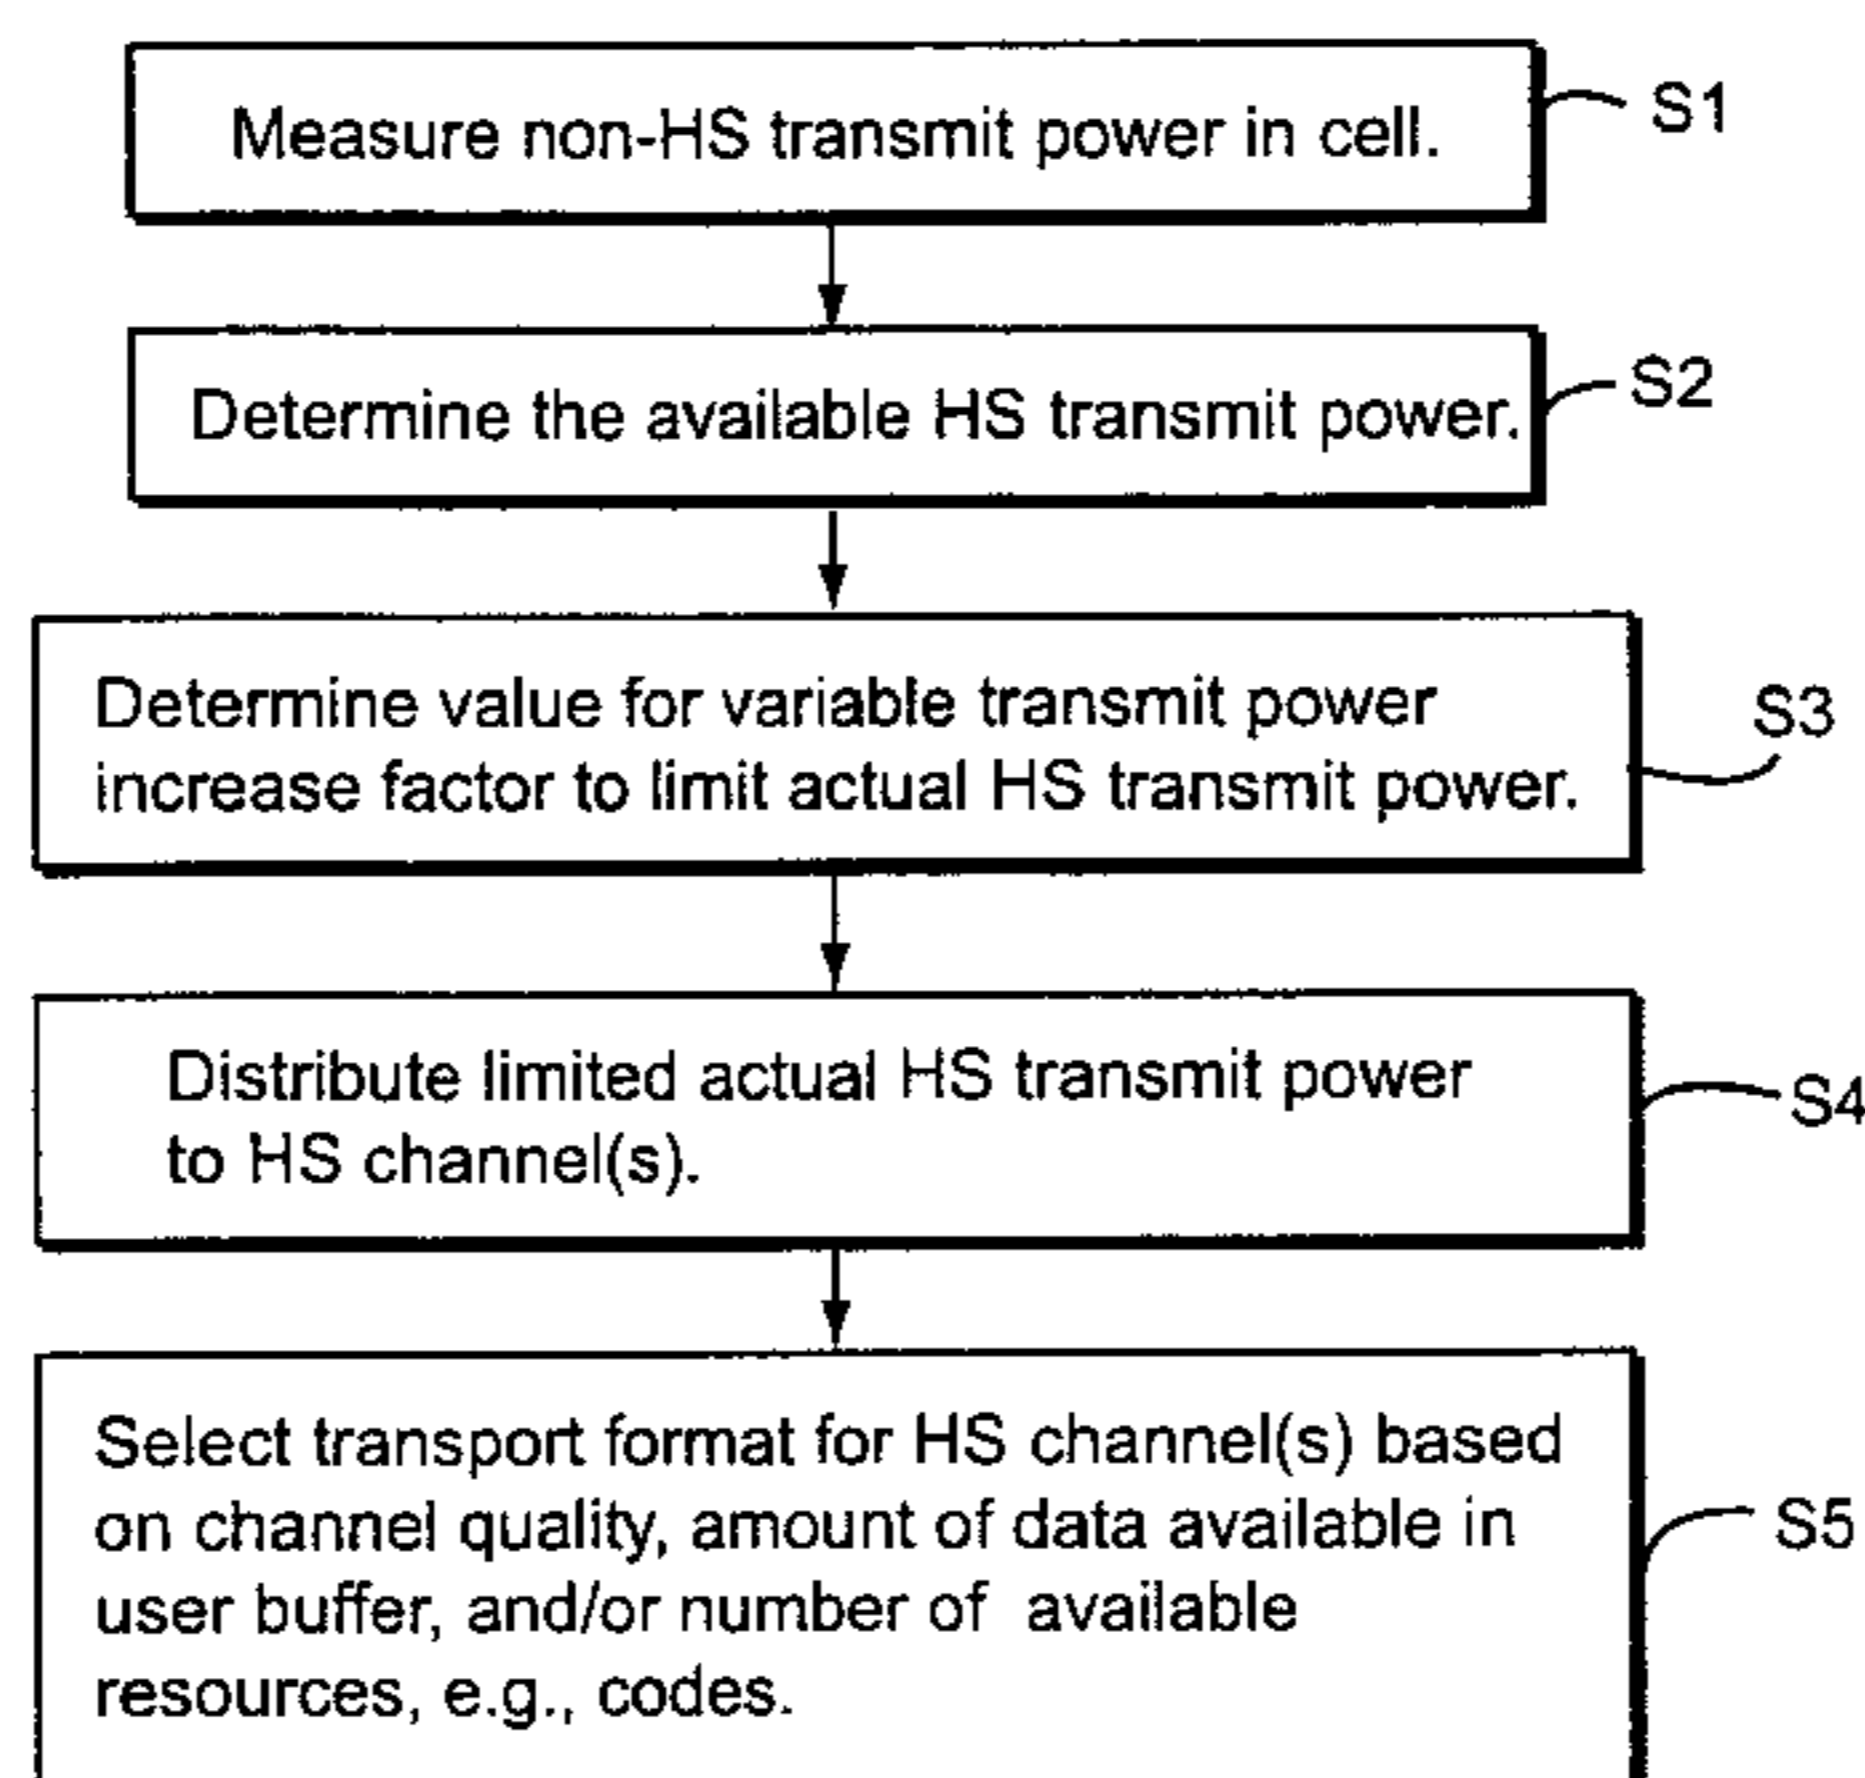 Measure non-HS transmit power in cell.
S1
Determine the available HS transmit power.
S2
Determine value for variable transmit power
increase factor to limit actual HS transmit power.
S3
Distribute limited actual HS transmit power
to HS channel(s).
S4
Select transport format for HS channel(s) based
on channel quality, amount of data available in
user buffer, and/or number of available
resources, e.g., codes.
S5